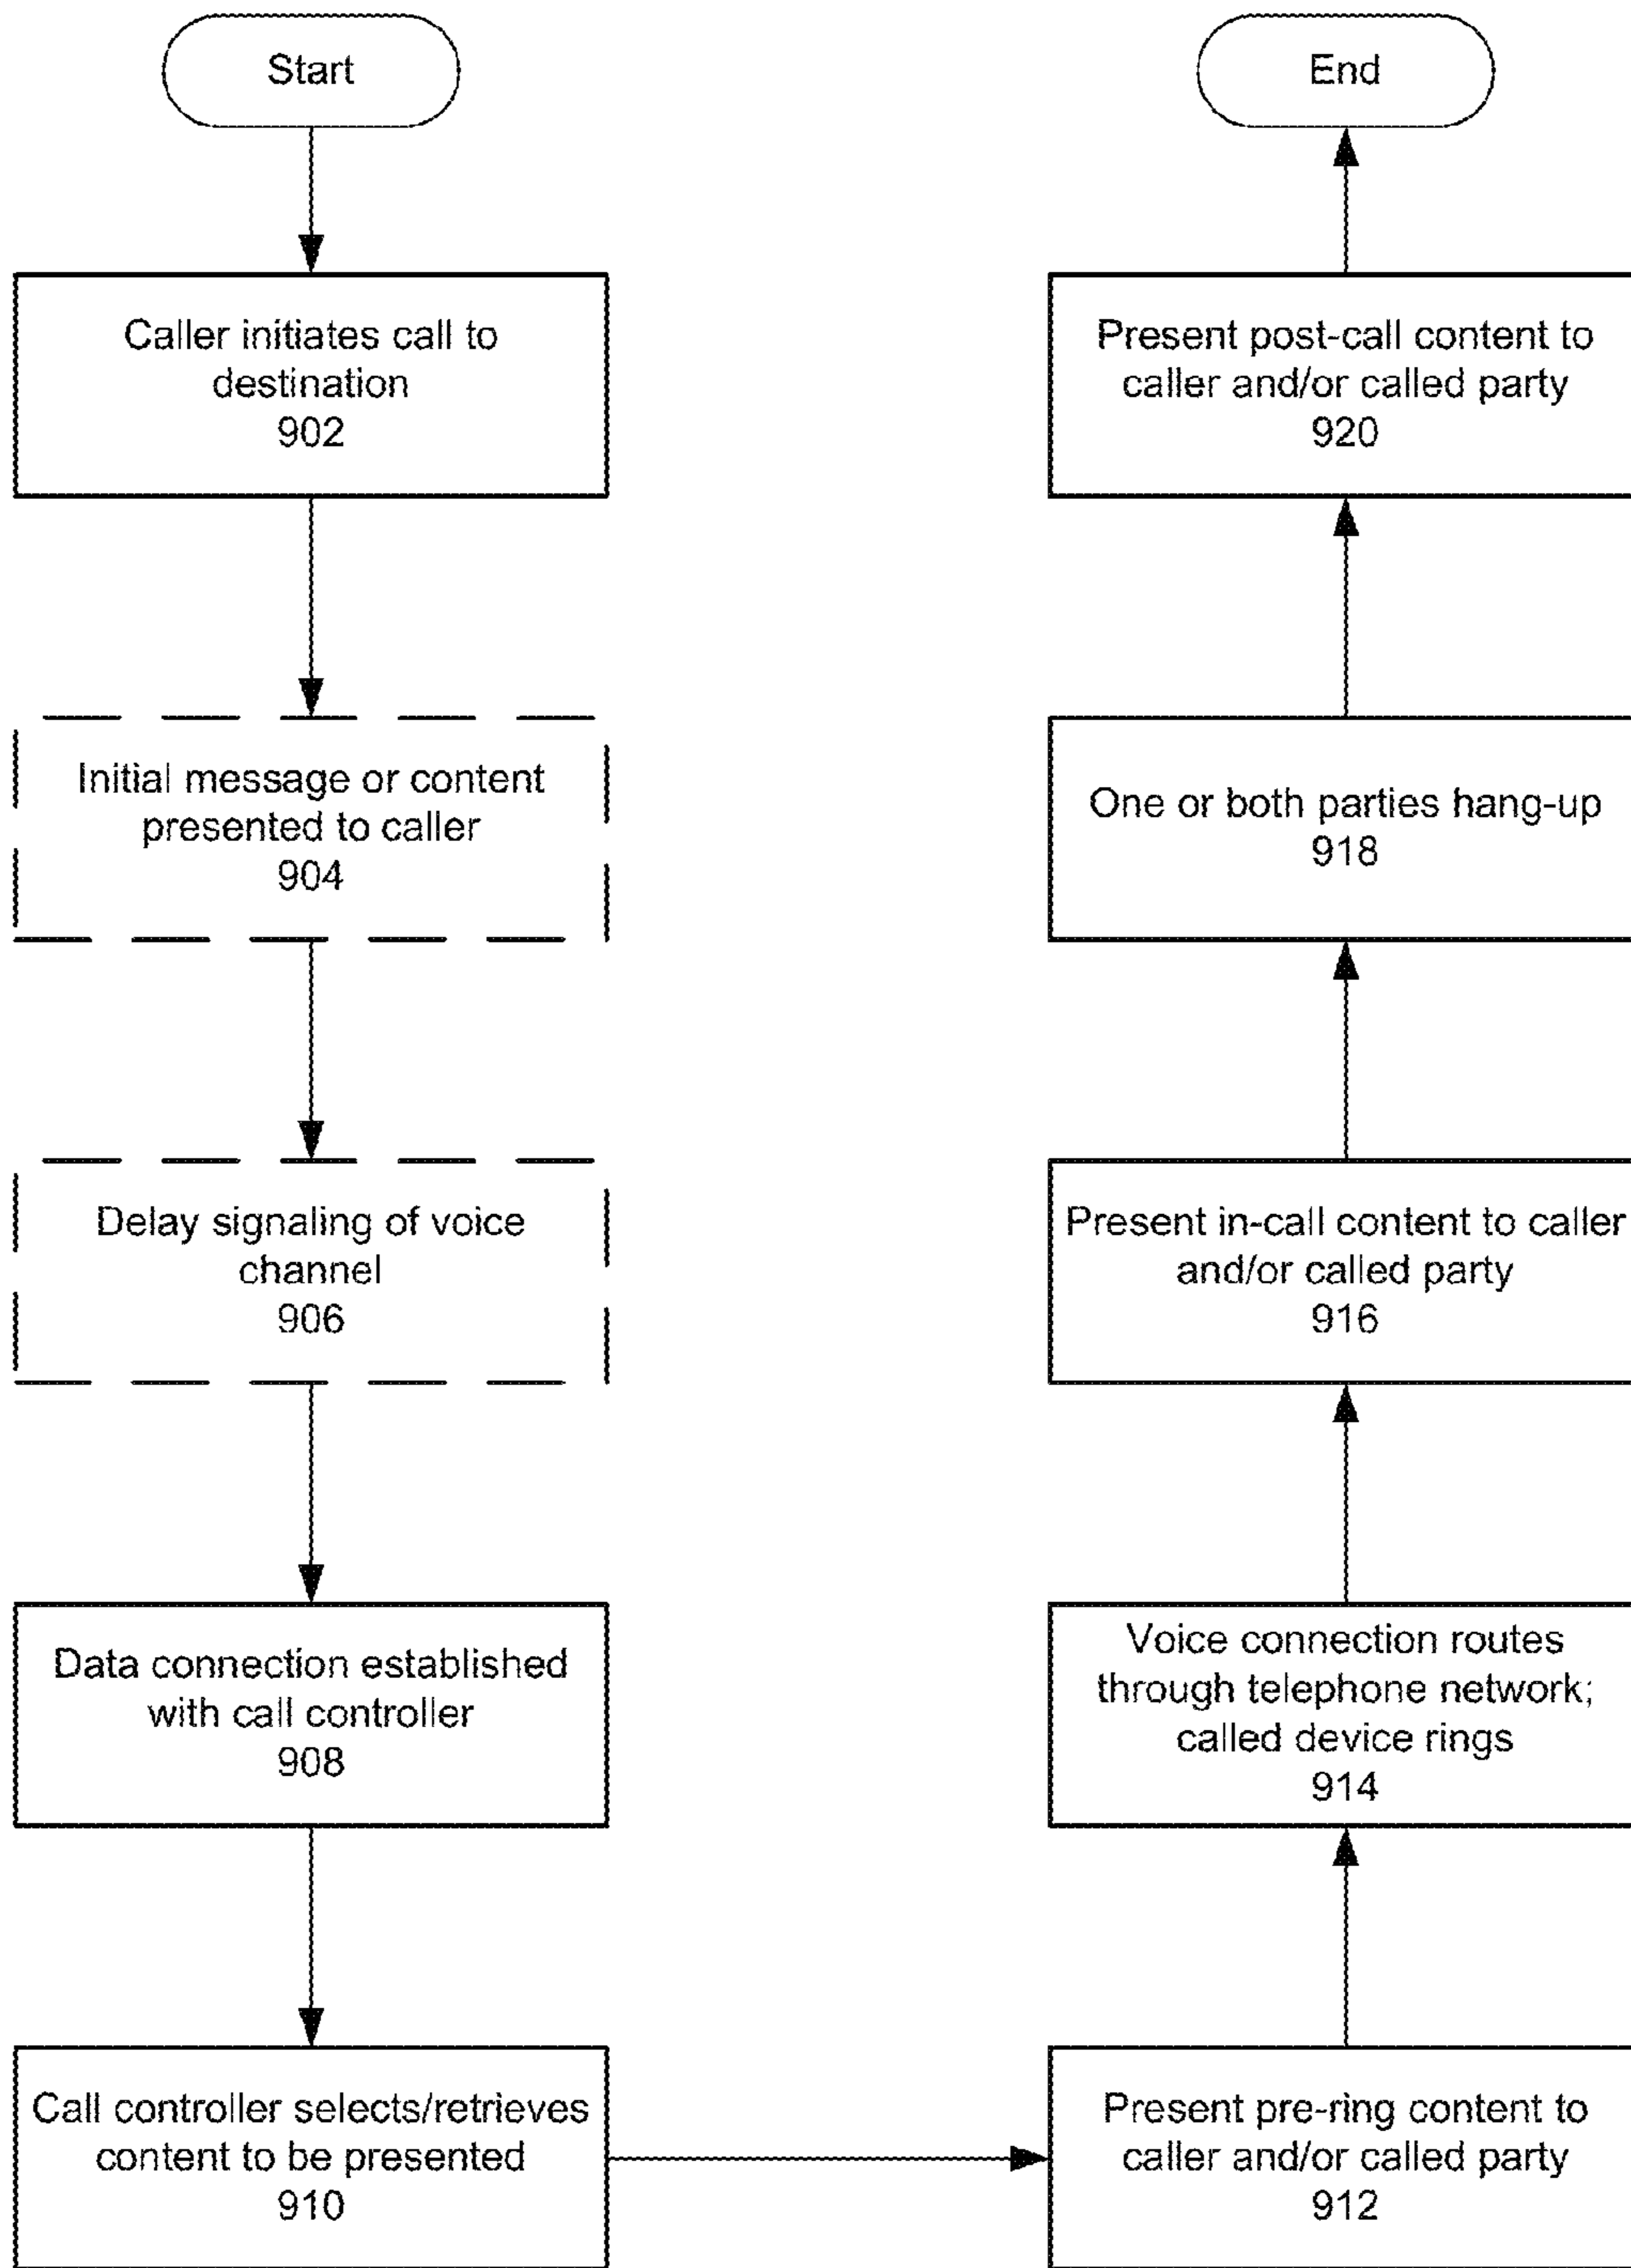 Start
Caller initiates call to
destination
902
Initial message or content
presented to caller
904
Delay signaling of voice
channel
906
Data connection established
with call controller
908
Call controller selects/retrieves
content to be presented
910
Present pre-ring content to
caller and/or called party
912
Voice connection routes
through telephone network;
called device rings
914
Present in-call content to caller
and/or called party
916
One or both parties hang-up
918
Present post-call content to
caller and/or called party
920
End